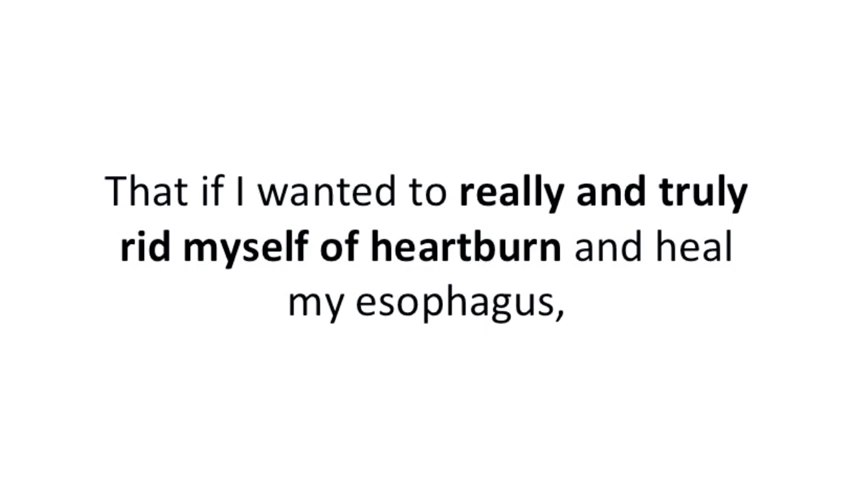 That if I wanted to really and truly
rid myself of heartburn and heal
my esophagus,